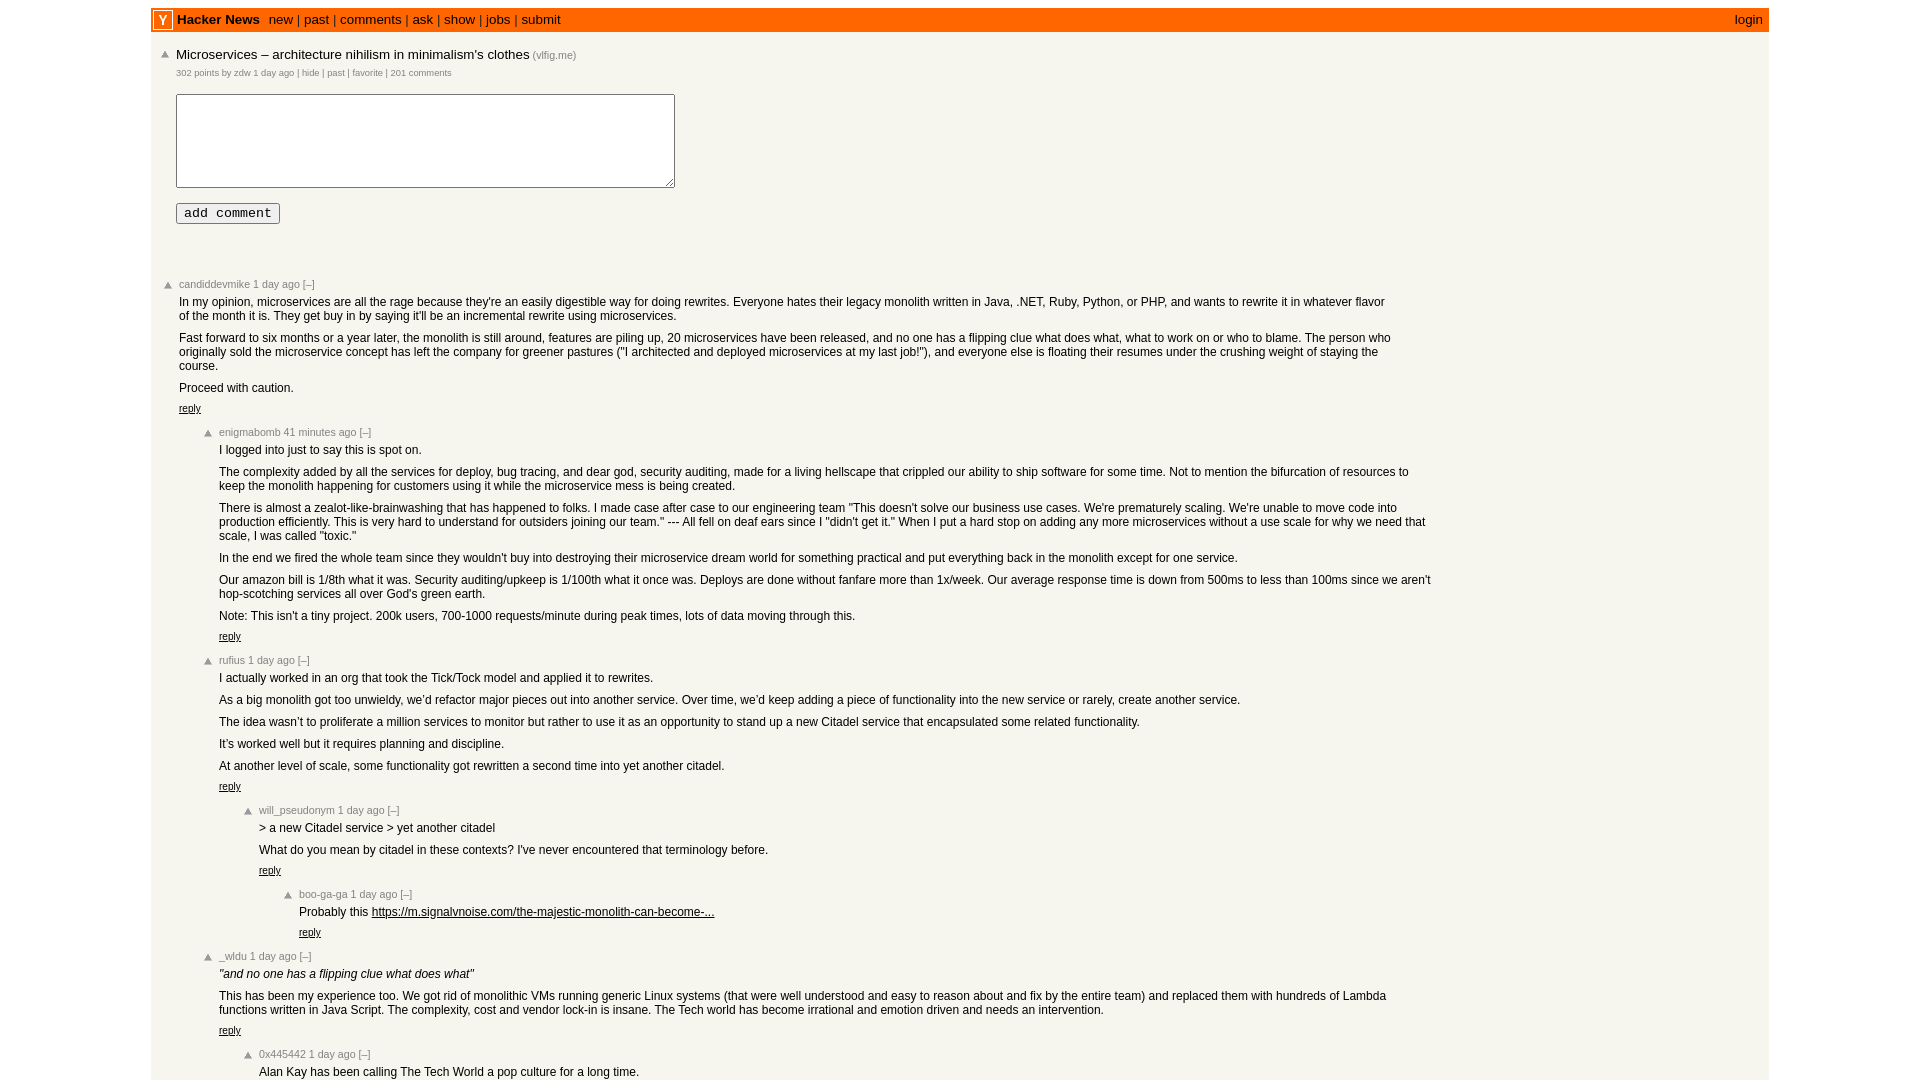 Y Hacker News new | past | comments | ask | show | jobs | submit login
Microservices – architecture nihilism in minimalism's clothes (vlfig.me)
302 points by zdw 1 day ago | hide | past | favorite | 201 comments
add comment
candiddevmike 1 day ago [–]
In my opinion, microservices are all the rage because they're an easily digestible way for doing rewrites. Everyone hates their legacy monolith written in Java, .NET, Ruby, Python, or PHP, and wants to rewrite it in whatever flavor
of the month it is. They get buy in by saying it'll be an incremental rewrite using microservices.
Fast forward to six months or a year later, the monolith is still around, features are piling up, 20 microservices have been released, and no one has a flipping clue what does what, what to work on or who to blame. The person who
originally sold the microservice concept has left the company for greener pastures ("I architected and deployed microservices at my last job!"), and everyone else is floating their resumes under the crushing weight of staying the
course.
Proceed with caution.
reply
enigmabomb 41 minutes ago [–]
I logged into just to say this is spot on.
The complexity added by all the services for deploy, bug tracing, and dear god, security auditing, made for a living hellscape that crippled our ability to ship software for some time. Not to mention the bifurcation of resources to
keep the monolith happening for customers using it while the microservice mess is being created.
There is almost a zealot-like-brainwashing that has happened to folks. I made case after case to our engineering team "This doesn't solve our business use cases. We're prematurely scaling. We're unable to move code into
production efficiently. This is very hard to understand for outsiders joining our team." --- All fell on deaf ears since I "didn't get it." When I put a hard stop on adding any more microservices without a use scale for why we need that
scale, I was called "toxic."
In the end we fired the whole team since they wouldn't buy into destroying their microservice dream world for something practical and put everything back in the monolith except for one service.
Our amazon bill is 1/8th what it was. Security auditing/upkeep is 1/100th what it once was. Deploys are done without fanfare more than 1x/week. Our average response time is down from 500ms to less than 100ms since we aren't
hop-scotching services all over God's green earth.
Note: This isn't a tiny project. 200k users, 700-1000 requests/minute during peak times, lots of data moving through this.
reply
rufius 1 day ago [–]
I actually worked in an org that took the Tick/Tock model and applied it to rewrites.
As a big monolith got too unwieldy, we’d refactor major pieces out into another service. Over time, we’d keep adding a piece of functionality into the new service or rarely, create another service.
The idea wasn’t to proliferate a million services to monitor but rather to use it as an opportunity to stand up a new Citadel service that encapsulated some related functionality.
It’s worked well but it requires planning and discipline.
At another level of scale, some functionality got rewritten a second time into yet another citadel.
reply
will_pseudonym 1 day ago [–]
> a new Citadel service > yet another citadel
What do you mean by citadel in these contexts? I've never encountered that terminology before.
reply
boo-ga-ga 1 day ago [–]
Probably this https://m.signalvnoise.com/the-majestic-monolith-can-become-...
reply
_wldu 1 day ago [–]
"and no one has a flipping clue what does what"
This has been my experience too. We got rid of monolithic VMs running generic Linux systems (that were well understood and easy to reason about and fix by the entire team) and replaced them with hundreds of Lambda
functions written in Java Script. The complexity, cost and vendor lock-in is insane. The Tech world has become irrational and emotion driven and needs an intervention.
reply
0x445442 1 day ago [–]
Alan Kay has been calling The Tech World a pop culture for a long time.